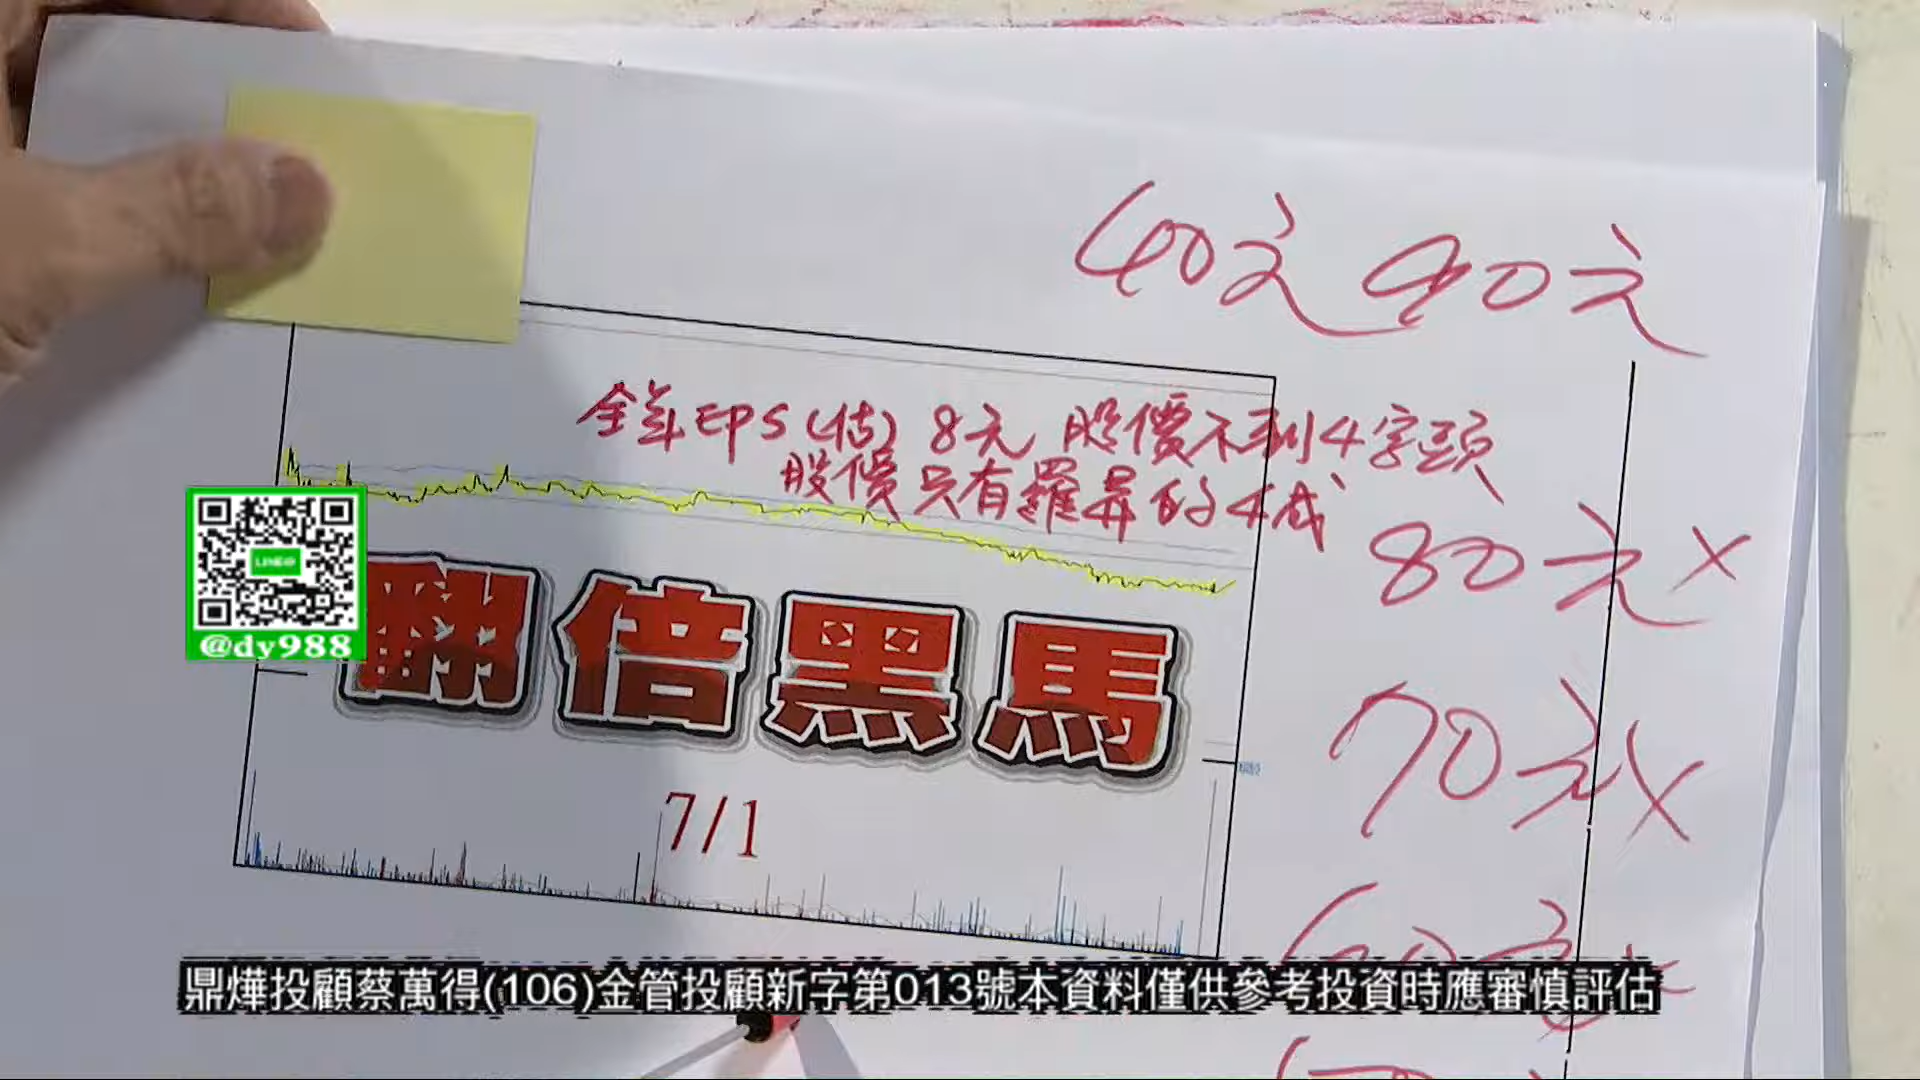 40元 90元
全年EPS(估) 8元 股價不到4字頭
股價只有羅昇的4成
80元 X
70元 X
@dy988
翻倍黑馬
7/1
60元 X
鼎燁投顧蔡萬得(106)金管投顧新字第013號本資料僅供參考投資時應審慎評估